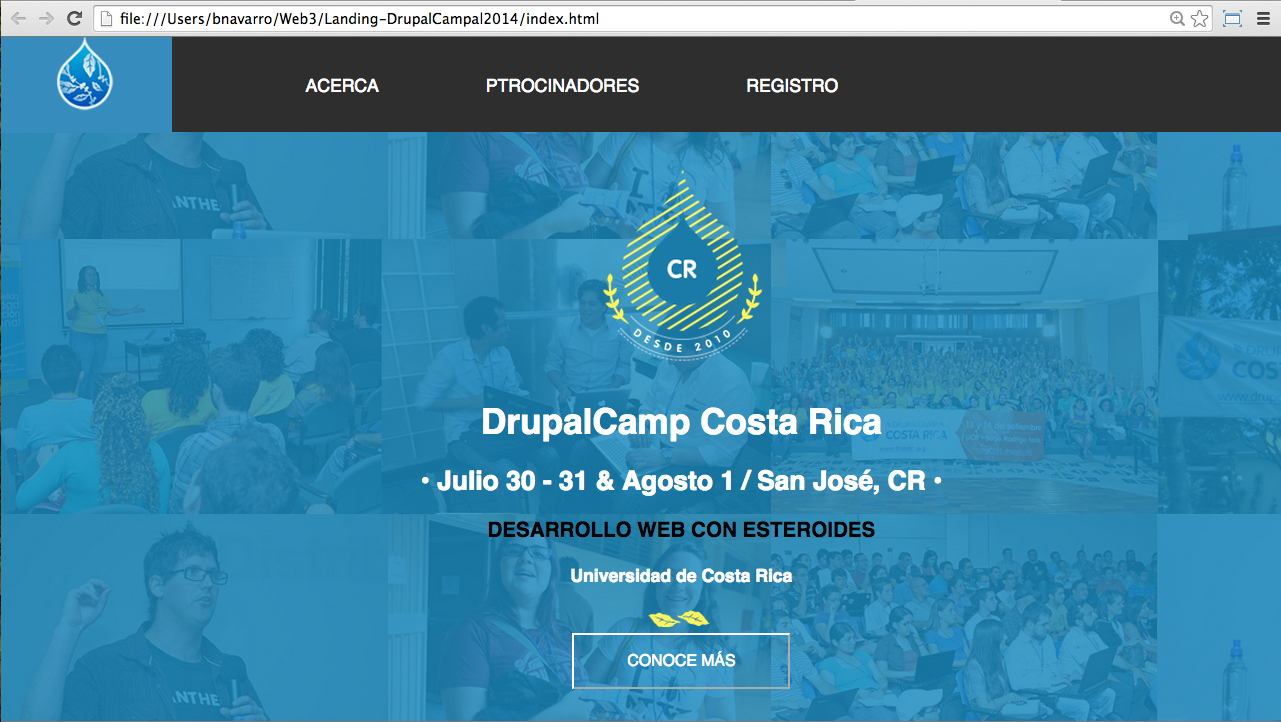 file:///Users/bnavarro/Web3/Landing-DrupalCampal2014/index.html
ACERCA PTROCINADORES REGISTRO
CR
DESDE 2010
DrupalCamp Costa Rica
• Julio 30 - 31 & Agosto 1 / San José, CR •
DESARROLLO WEB CON ESTEROIDES
Universidad de Costa Rica
CONOCE MÁS